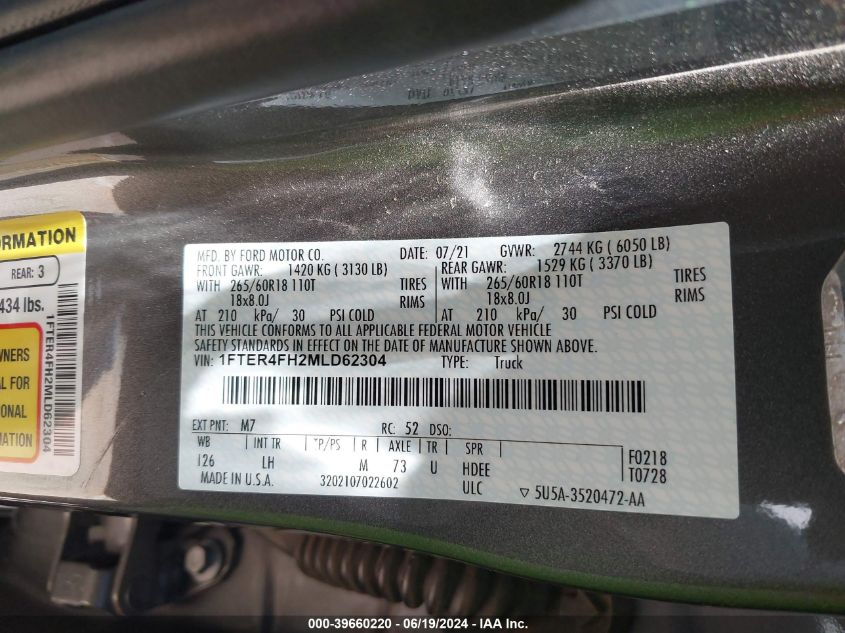 ORMATION
REAR: 3
434 lbs.
WNERS
AL FOR
IONAL
MATION
1FTER4FH2MLD62304
MFD. BY FORD MOTOR CO. DATE: 07/21 GVWR: 2744 KG ( 6050 LB)
FRONT GAWR: 1420 KG ( 3130 LB) REAR GAWR: 1529 KG ( 3370 LB)
WITH 265/60R18 110T TIRES WITH 265/60R18 110T TIRES
18x8.0J RIMS 18x8.0J RIMS
AT 210 kPa/ 30 PSI COLD AT 210 kPa/ 30 PSI COLD
THIS VEHICLE CONFORMS TO ALL APPLICABLE FEDERAL MOTOR VEHICLE
SAFETY STANDARDS IN EFFECT ON THE DATE OF MANUFACTURE SHOWN ABOVE.
VIN: 1FTER4FH2MLD62304 TYPE: Truck
EXT PNT: M7 RC: 52 DSO:
WB INT TR TP/PS R AXLE TR SPR F0218
126 LH M 73 U HDEE T0728
MADE IN U.S.A. 3202107022602 ULC ▽ 5U5A-3520472-AA
000-39660220 - 06/19/2024 - IAA Inc.